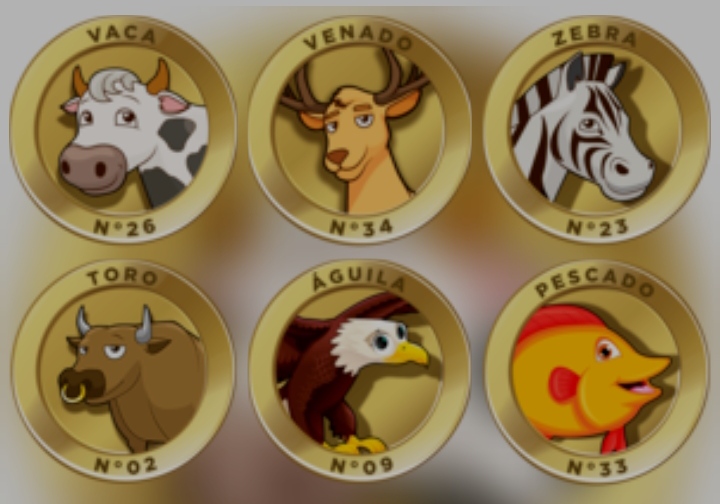 VACA
N°26
VENADO
N°34
ZEBRA
N°23
TORO
N°02
ÁGUILA
N°09
PESCADO
N°33